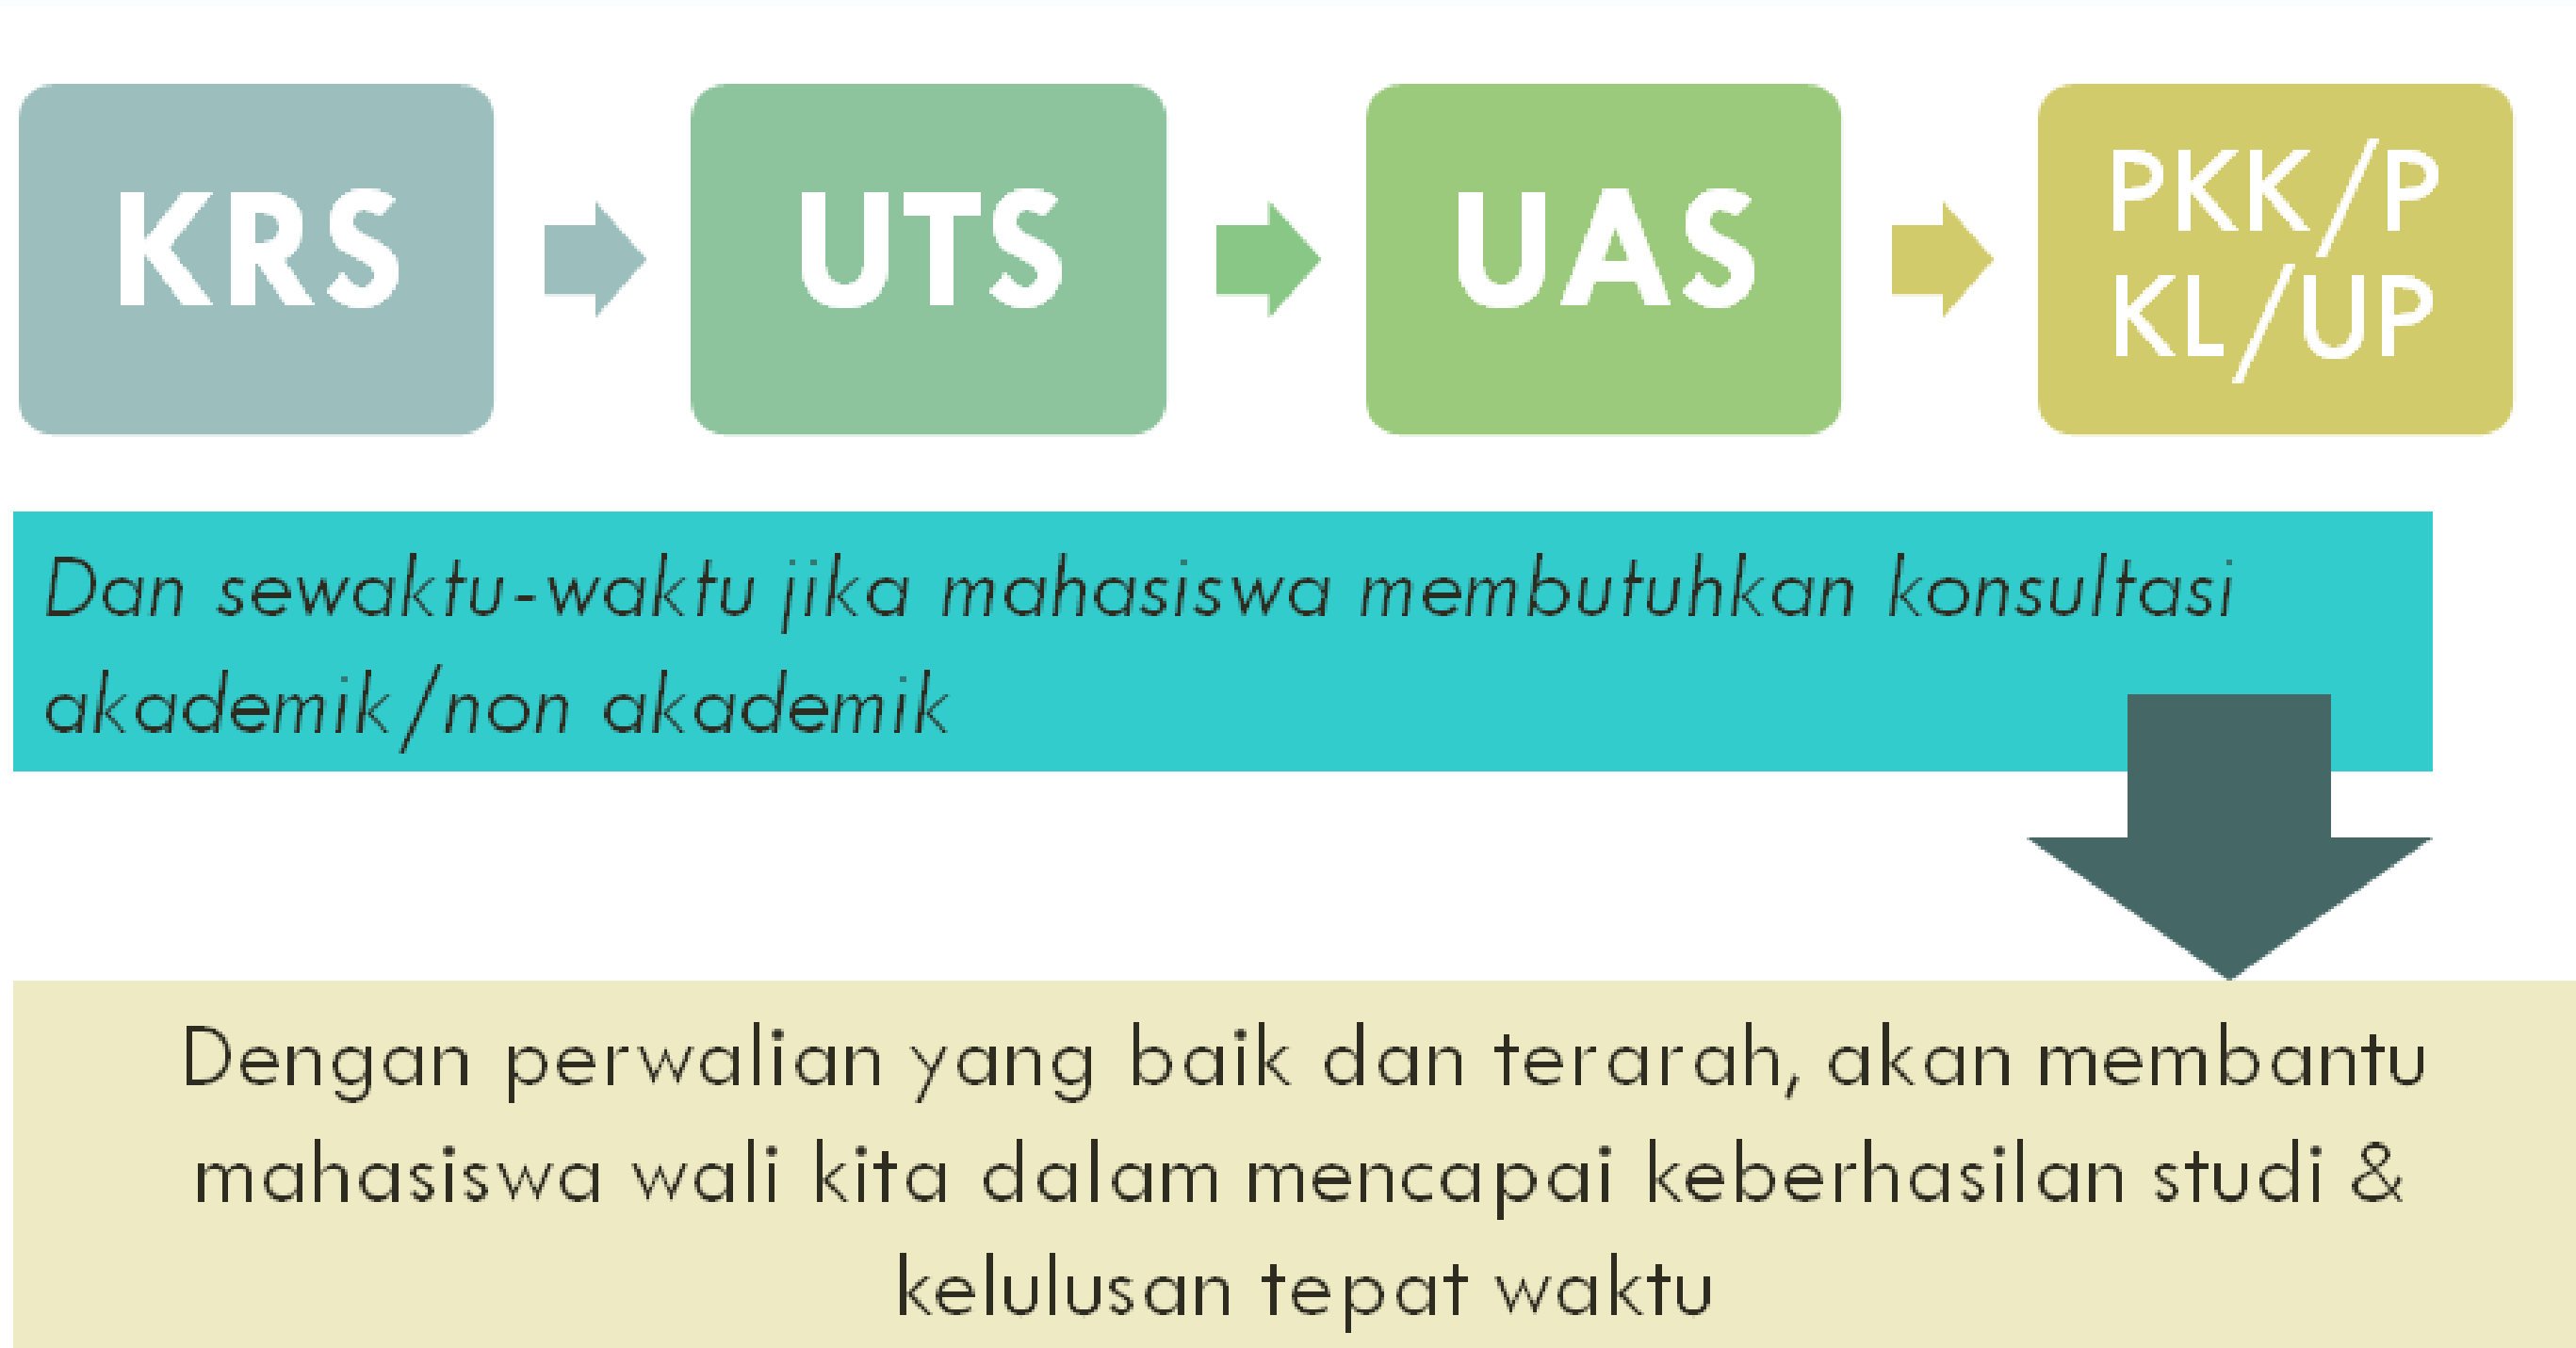 KRS
UTS
UAS
PKK/P
KL/UP
Dan sewaktu-waktu jika mahasiswa membutuhkan konsultasi
akademik/non akademik
Dengan perwalian yang baik dan terarah, akan membantu
mahasiswa wali kita dalam mencapai keberhasilan studi &
kelulusan tepat waktu